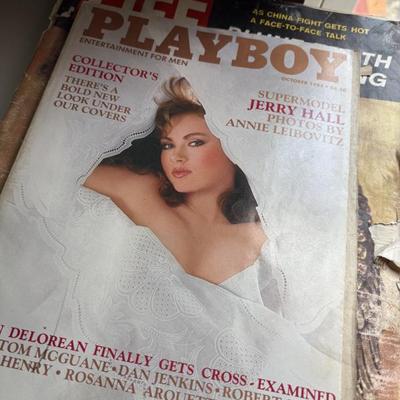 LIFE
AS CHINA FIGHT GETS HOT
A FACE-TO-FACE TALK
PLAYBOY
ENTERTAINMENT FOR MEN
OCTOBER
COLLECTOR'S
EDITION
THERE'S A
BOLD NEW
LOOK UNDER
OUR COVERS
SUPERMODEL
JERRY HALL
PHOTOS BY
ANNIE LEIBOVITZ
DELOREAN FINALLY GETS CROSS-EXAMINED
TOM MCGUANE • DAN JENKINS • ROBERT
HENRY • ROSANNA